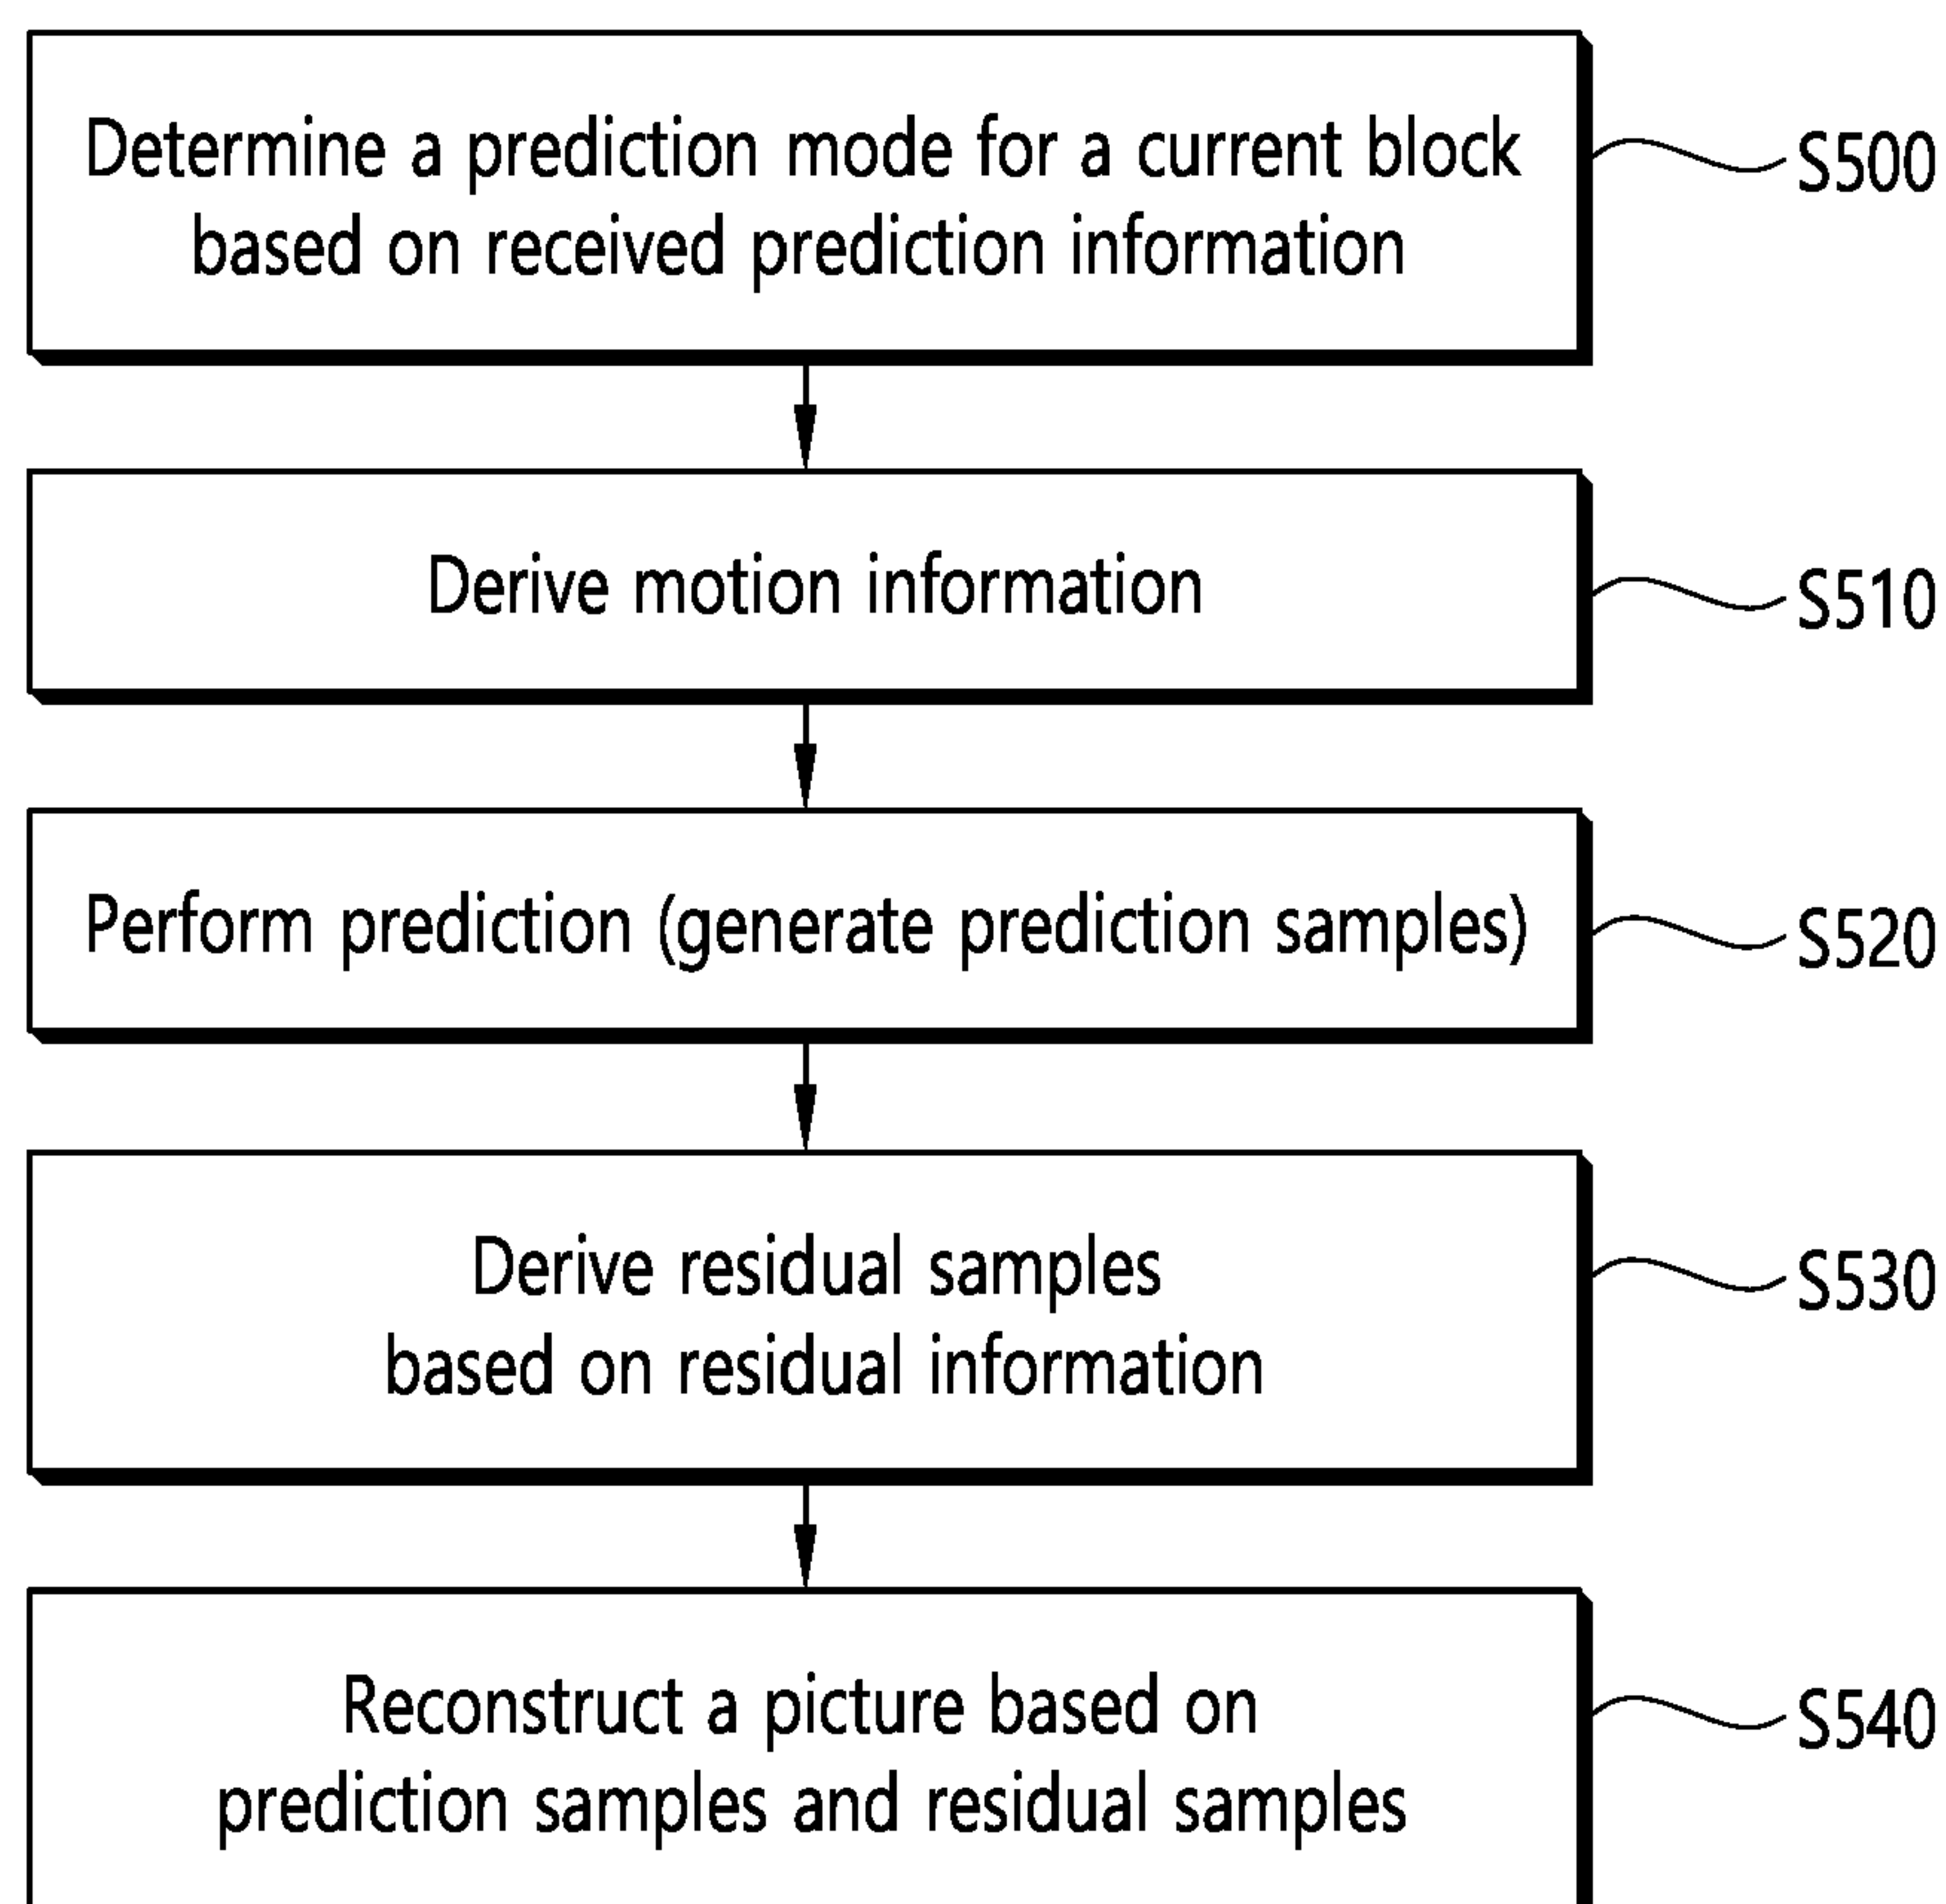 Determine a prediction mode for a current block
based on received prediction information
S500
Derive motion information
S510
Perform prediction (generate prediction samples)
S520
Derive residual samples
based on residual information
S530
Reconstruct a picture based on
prediction samples and residual samples
S540